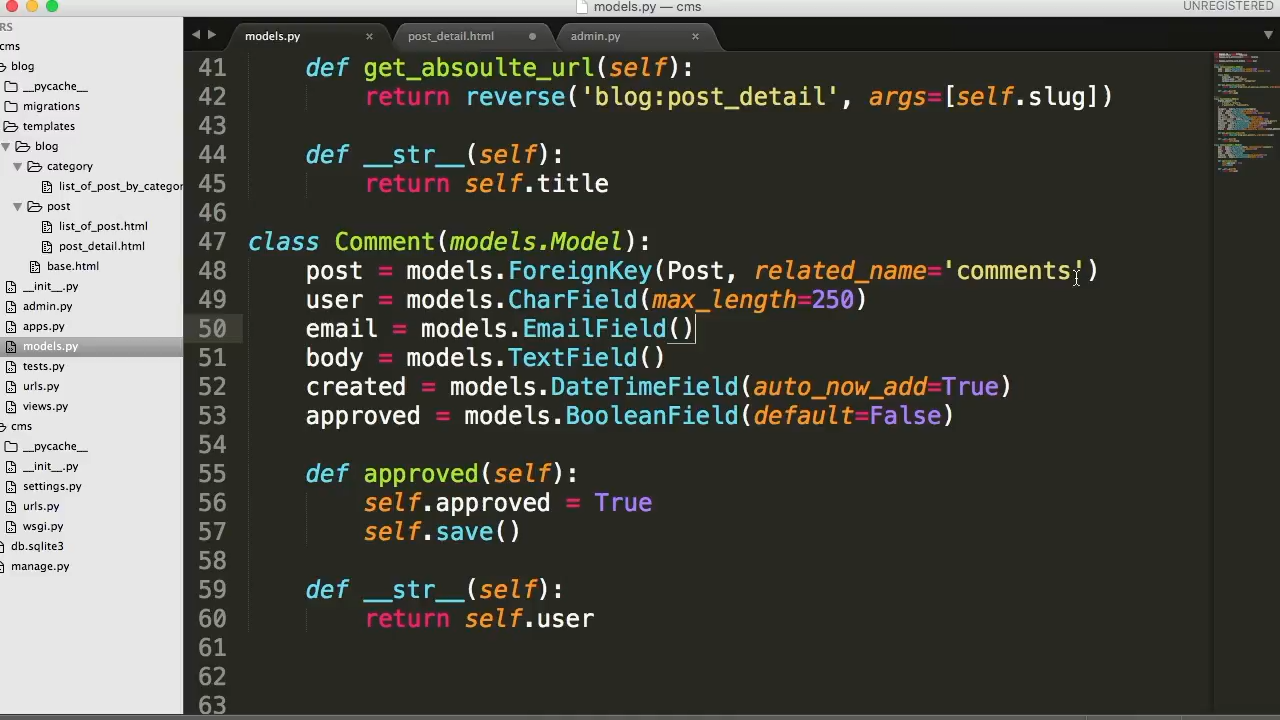 models.py — cms
UNREGISTERED
RS
cms
blog
__pycache__
migrations
templates
blog
category
list_of_post_by_categor
post
list_of_post.html
post_detail.html
base.html
__init__.py
admin.py
apps.py
models.py
tests.py
urls.py
views.py
cms
__pycache__
__init__.py
settings.py
urls.py
wsgi.py
db.sqlite3
manage.py
models.py × post_detail.html admin.py ×
41 def get_absoulte_url(self):
42 return reverse('blog:post_detail', args=[self.slug])
43
44 def __str__(self):
45 return self.title
46
47 class Comment(models.Model):
48 post = models.ForeignKey(Post, related_name='comments')
49 user = models.CharField(max_length=250)
50 email = models.EmailField()
51 body = models.TextField()
52 created = models.DateTimeField(auto_now_add=True)
53 approved = models.BooleanField(default=False)
54
55 def approved(self):
56 self.approved = True
57 self.save()
58
59 def __str__(self):
60 return self.user
61
62
63